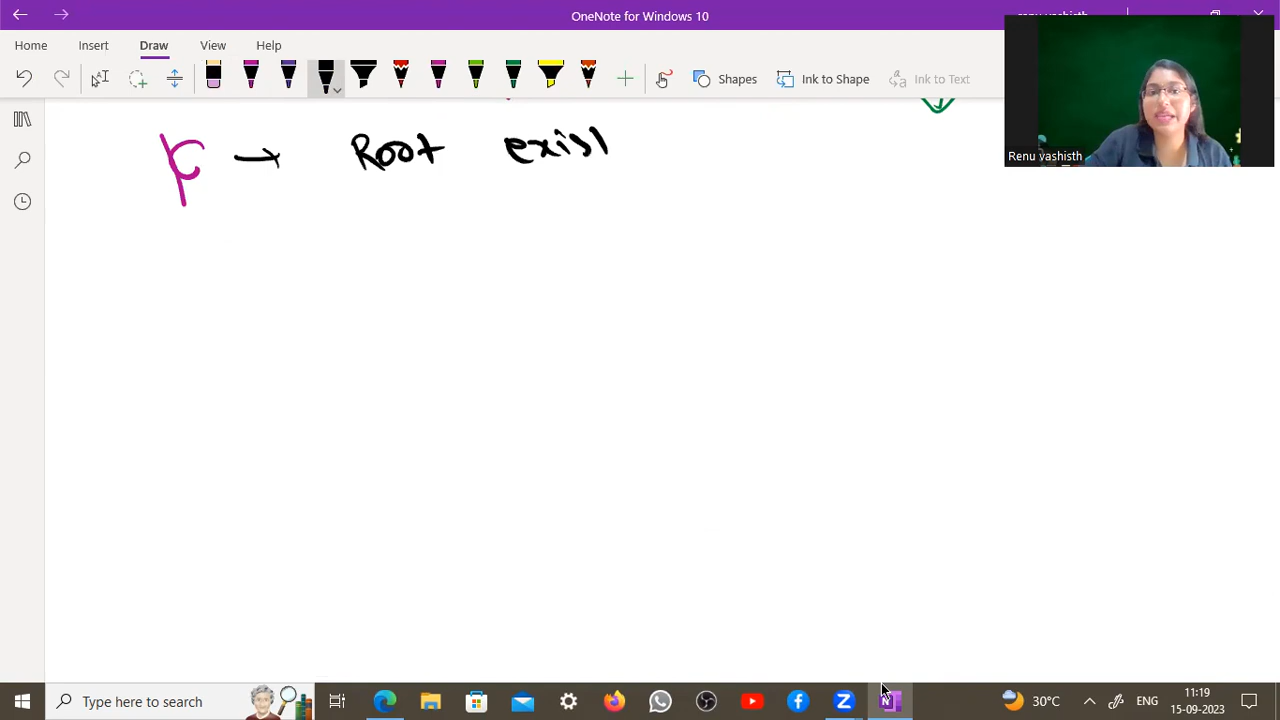 OneNote for Windows 10
Home Insert Draw View Help
Shapes Ink to Shape Ink to Text
Root exist
Renu vashisth
Type here to search
30°C ENG 11:19
15-09-2023